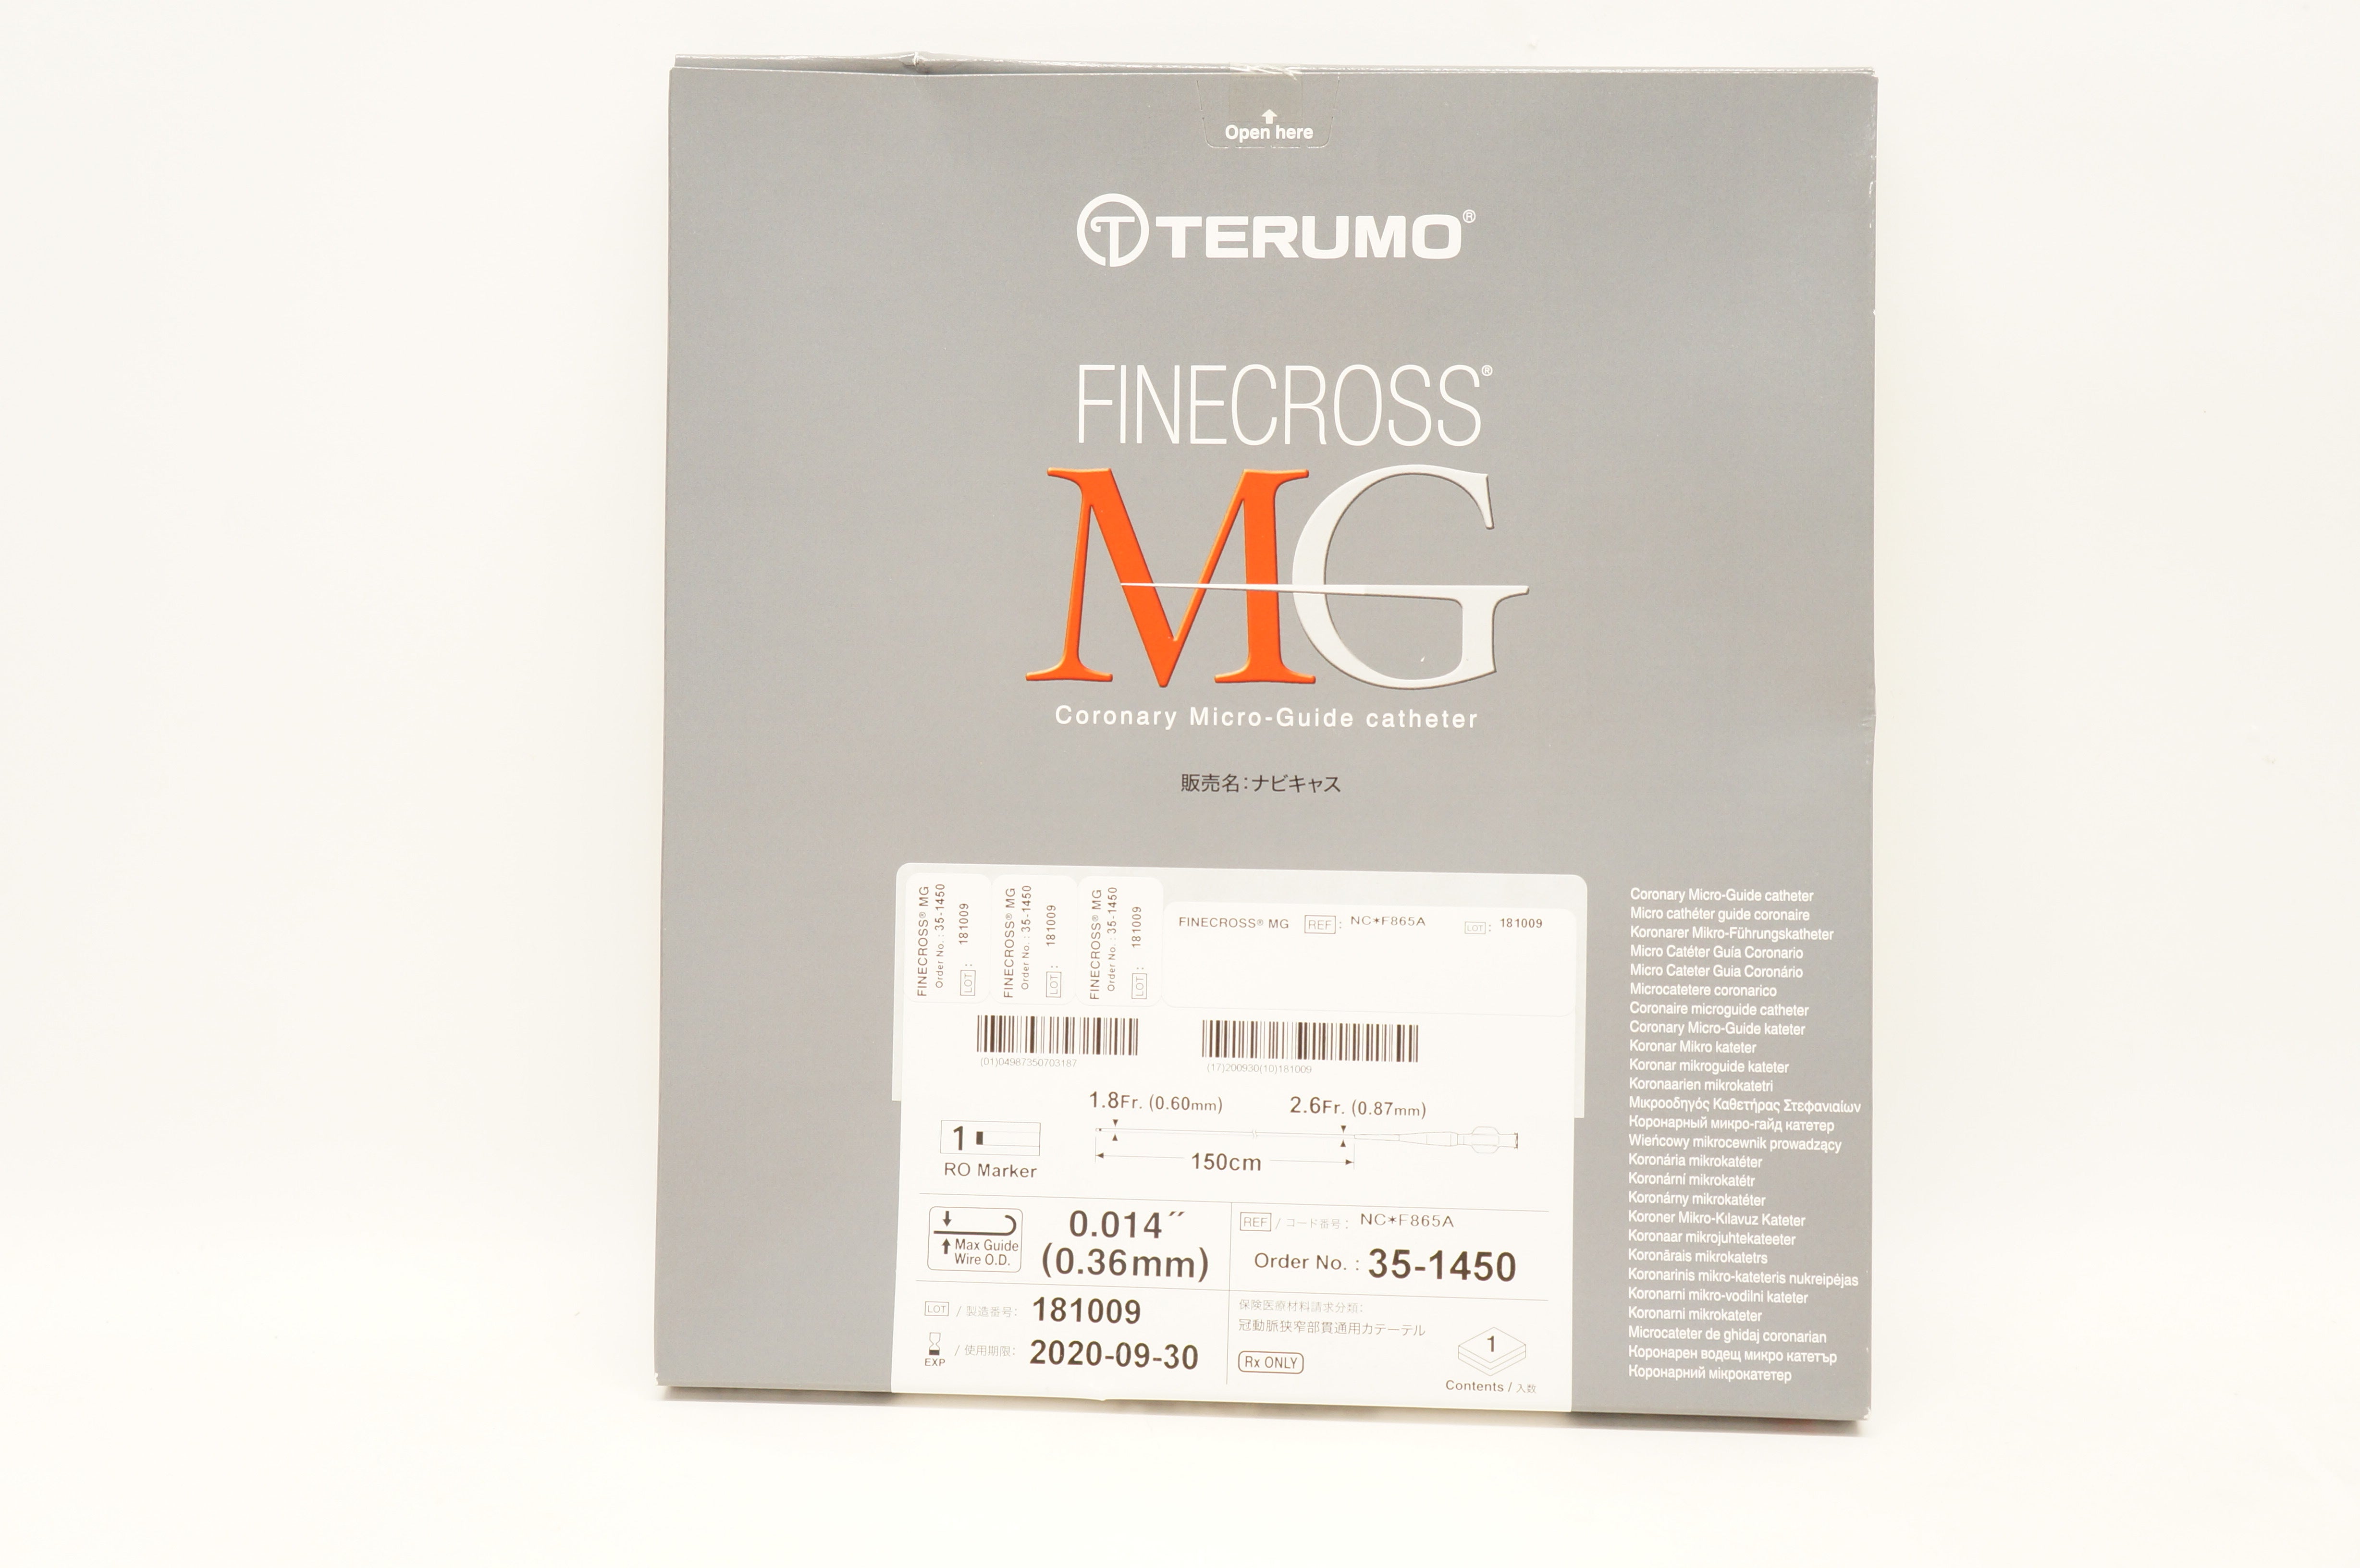 Open here
TERUMO®
FINECROSS®
MG
Coronary Micro-Guide catheter
販売名：ナビキャス
FINECROSS® MG
Order No. : 35-1450
LOT : 181009
FINECROSS® MG
Order No. : 35-1450
LOT : 181009
FINECROSS® MG
Order No. : 35-1450
LOT : 181009
FINECROSS® MG REF : NC*F865A LOT : 181009
(01)04987350703187
(17)200930(10)181009
1.8Fr. (0.60mm) 2.6Fr. (0.87mm)
150cm
1
RO Marker
Max Guide
Wire O.D.
0.014″
(0.36mm)
REF / コード番号： NC*F865A
Order No. : 35-1450
LOT / 製造番号： 181009
EXP / 使用期限： 2020-09-30
保険医療材料請求分類：
冠動脈狭窄部貫通用カテーテル
Rx ONLY
1
Contents / 入数
Coronary Micro-Guide catheter
Micro cathéter guide coronaire
Koronarer Mikro-Führungskatheter
Micro Catéter Guía Coronario
Micro Cateter Guia Coronário
Microcatetere coronarico
Coronaire microguide catheter
Coronary Micro-Guide kateter
Koronar Mikro kateter
Koronar mikroguide kateter
Koronaarien mikrokatetri
Μικροοδηγός Καθετήρας Στεφανιαίων
Коронарный микро-гайд катетер
Wieńcowy mikrocewnik prowadzący
Koronária mikrokatéter
Koronární mikrokatétr
Koronárny mikrokatéter
Koroner Mikro-Kılavuz Kateter
Koronaar mikrojuhtekateeter
Koronārais mikrokatetrs
Koronarinis mikro-kateteris nukreipėjas
Koronarni mikro-vodilni kateter
Koronarni mikrokateter
Microcateter de ghidaj coronarian
Коронарен водещ микро катетър
Коронарний мікрокатетер